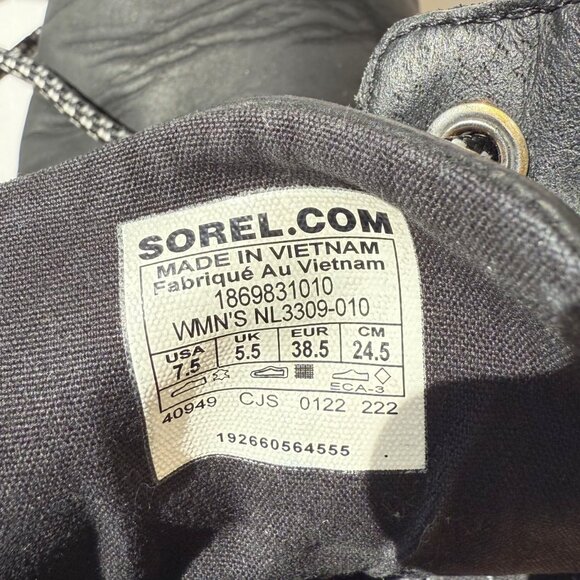 SOREL.COM
MADE IN VIETNAM
Fabriqué Au Vietnam
1869831010
WMN'S NL3309-010
USA UK EUR CM
7.5 5.5 38.5 24.5
ECA-3
40949 CJS 0122 222
192660564555